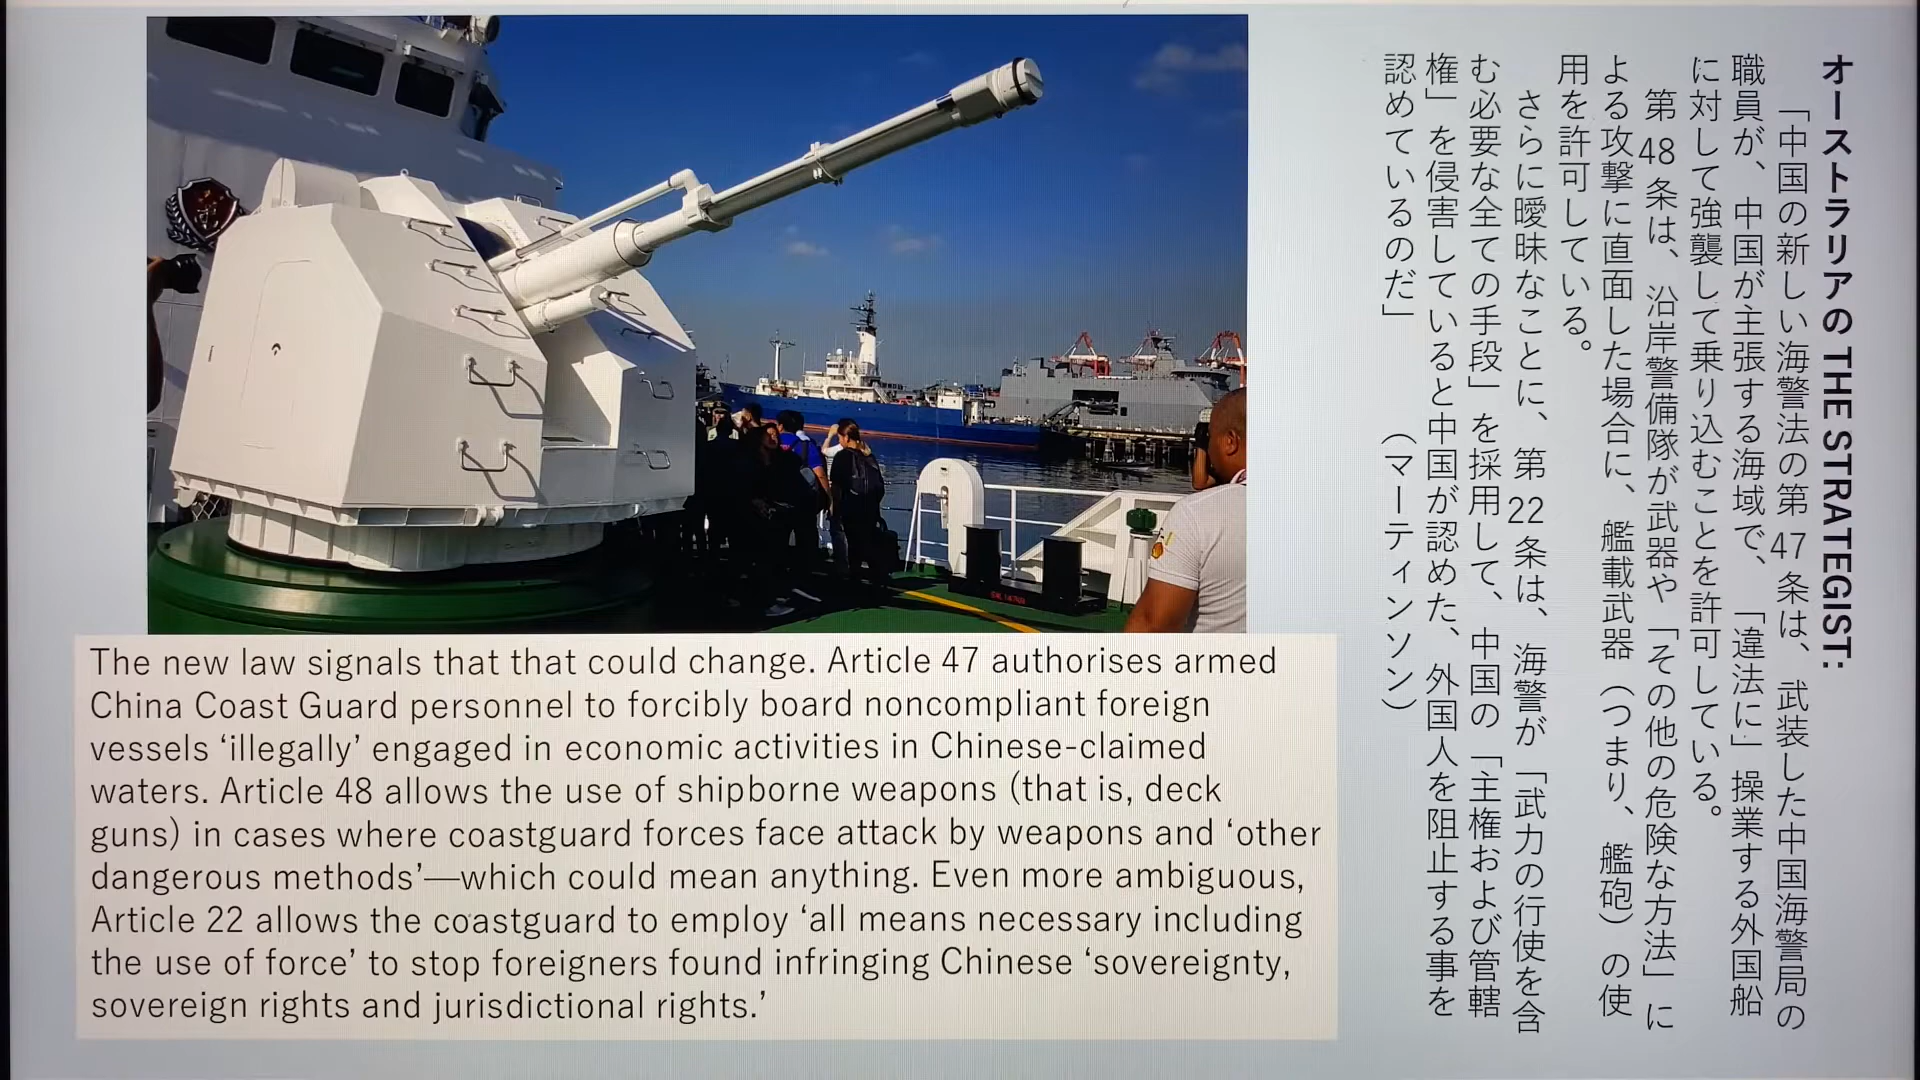 オーストラリアの THE STRATEGIST:
「中国の新しい海警法の第 47 条は、武装した中国海警局の
職員が、中国が主張する海域で、「違法に」操業する外国船
に対して強襲して乗り込むことを許可している。
第 48 条は、沿岸警備隊が武器や「その他の危険な方法」に
よる攻撃に直面した場合に、艦載武器（つまり、艦砲）の使
用を許可している。
さらに曖昧なことに、第 22 条は、海警が「武力の行使を含
む必要な全ての手段」を採用して、中国の「主権および管轄
権」を侵害していると中国が認めた、外国人を阻止する事を
認めているのだ」 （マーティンソン）
The new law signals that that could change. Article 47 authorises armed
China Coast Guard personnel to forcibly board noncompliant foreign
vessels ‘illegally’ engaged in economic activities in Chinese-claimed
waters. Article 48 allows the use of shipborne weapons (that is, deck
guns) in cases where coastguard forces face attack by weapons and ‘other
dangerous methods’—which could mean anything. Even more ambiguous,
Article 22 allows the coastguard to employ ‘all means necessary including
the use of force’ to stop foreigners found infringing Chinese ‘sovereignty,
sovereign rights and jurisdictional rights.’